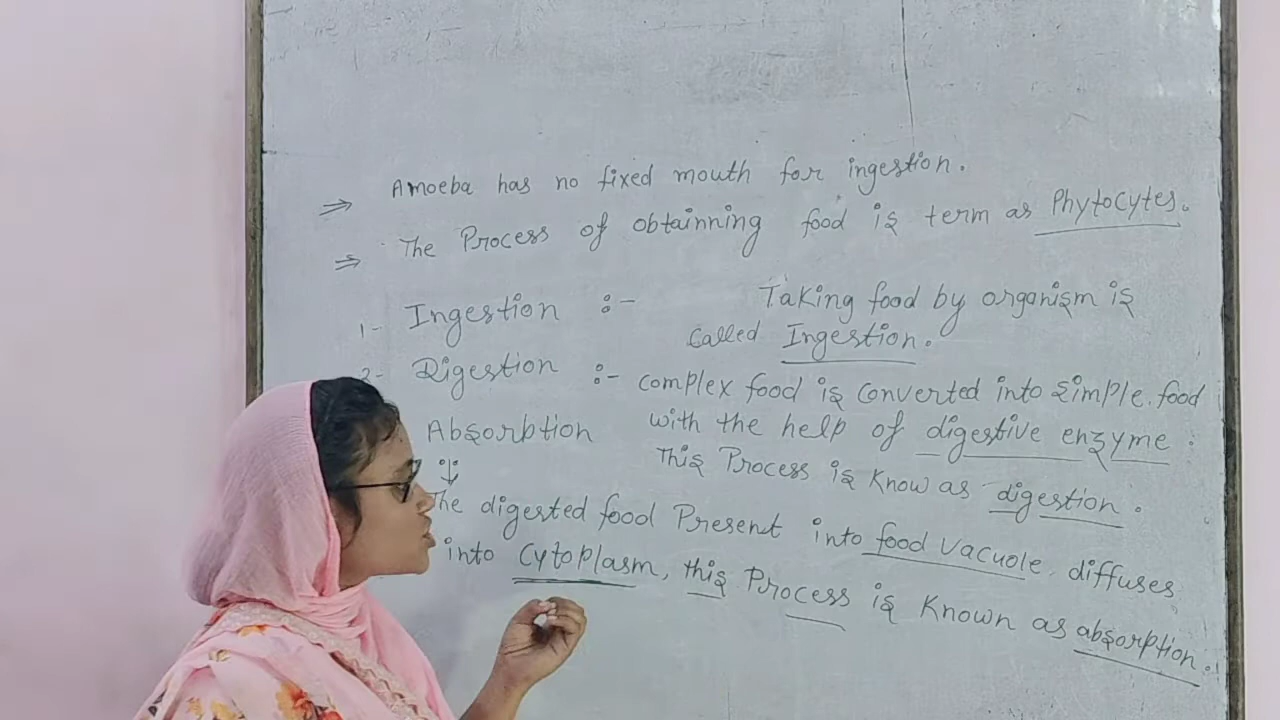 ⇒ Amoeba has no fixed mouth for ingestion.
⇒ The Process of obtainning food is term as Phytocytes.
1- Ingestion :- Taking food by organism is
called Ingestion.
2- Digestion :- complex food is converted into simple food
with the help of digestive enzyme.
This Process is Know as digestion.
Absorbtion
↓
The digested food Present into food vacuole diffuses
into cytoplasm, this Process is Known as absorption.